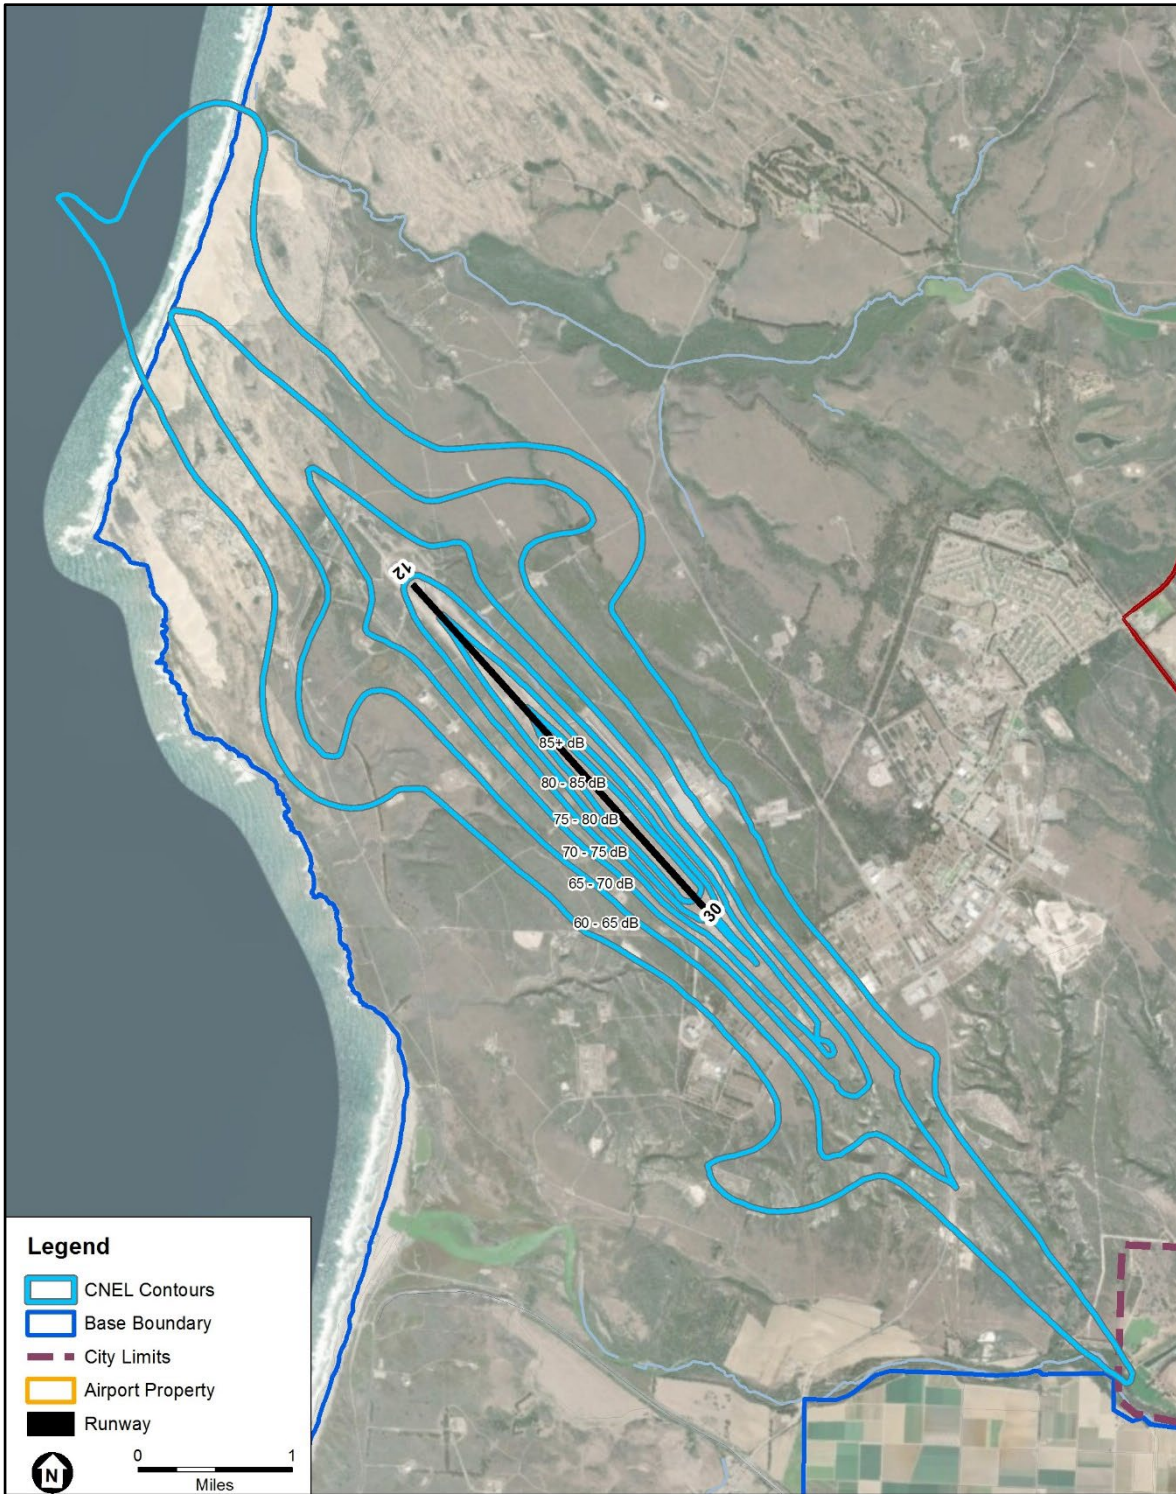 12
85+ dB
80 - 85 dB
75 - 80 dB
70 - 75 dB
65 - 70 dB
30
60 - 65 dB
Legend
CNEL Contours
Base Boundary
City Limits
Airport Property
Runway
N
0 1
Miles